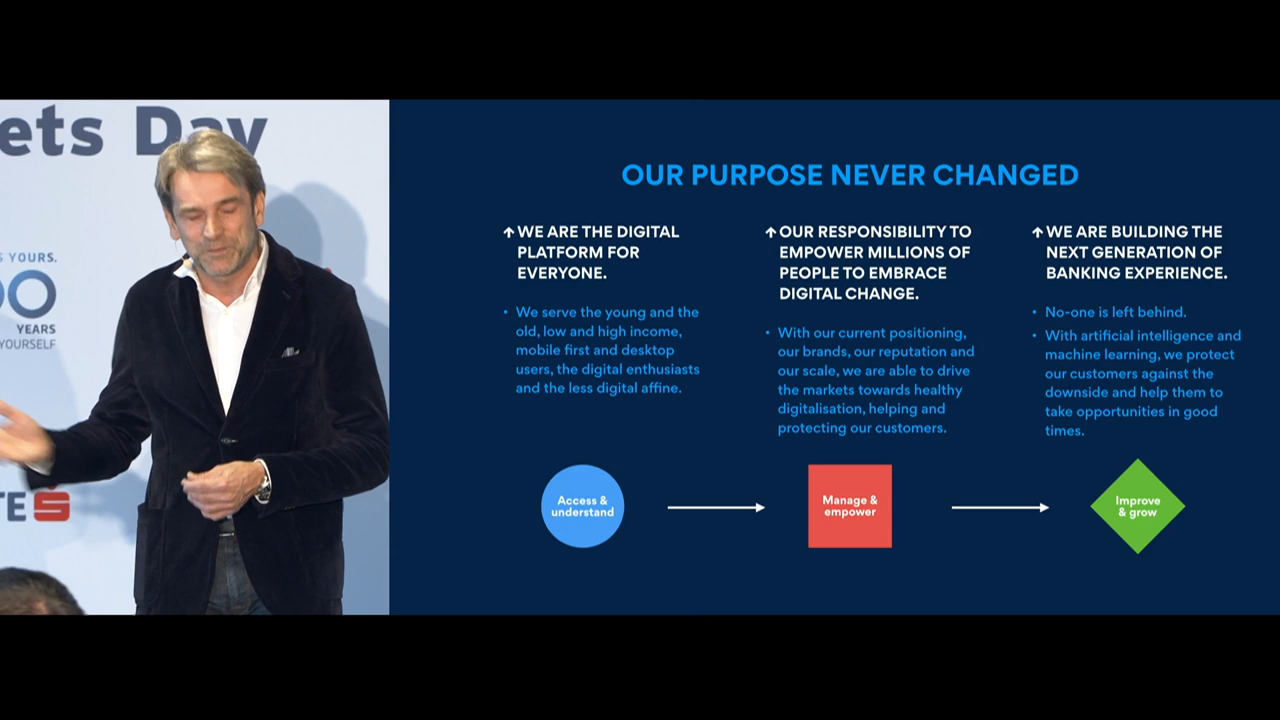 ets Day
S YOURS.
YEARS
YOURSELF
TE
OUR PURPOSE NEVER CHANGED
↑ WE ARE THE DIGITAL
PLATFORM FOR
EVERYONE.
• We serve the young and the
old, low and high income,
mobile first and desktop
users, the digital enthusiasts
and the less digital affine.
↑ OUR RESPONSIBILITY TO
EMPOWER MILLIONS OF
PEOPLE TO EMBRACE
DIGITAL CHANGE.
• With our current positioning,
our brands, our reputation and
our scale, we are able to drive
the markets towards healthy
digitalisation, helping and
protecting our customers.
↑ WE ARE BUILDING THE
NEXT GENERATION OF
BANKING EXPERIENCE.
• No-one is left behind.
• With artificial intelligence and
machine learning, we protect
our customers against the
downside and help them to
take opportunities in good
times.
Access &
understand
Manage &
empower
Improve
& grow